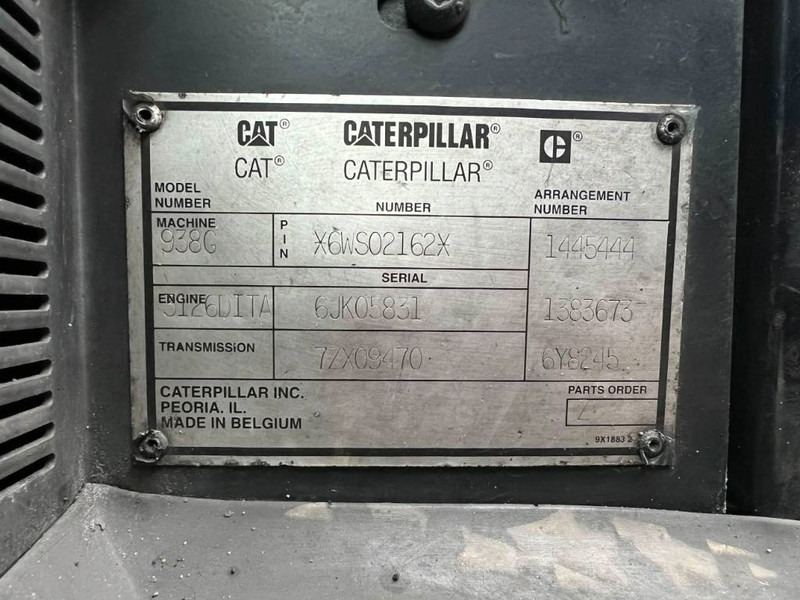 CAT® CATERPILLAR® C®
CAT® CATERPILLAR®
MODEL NUMBER NUMBER ARRANGEMENT NUMBER
MACHINE 938G PIN *6WS02162* 1445444
SERIAL
ENGINE 3126DITA 6JK05831 1383673
TRANSMISSION 7ZX09470 6Y8245
CATERPILLAR INC. PARTS ORDER
PEORIA. IL.
MADE IN BELGIUM
9X1883 2